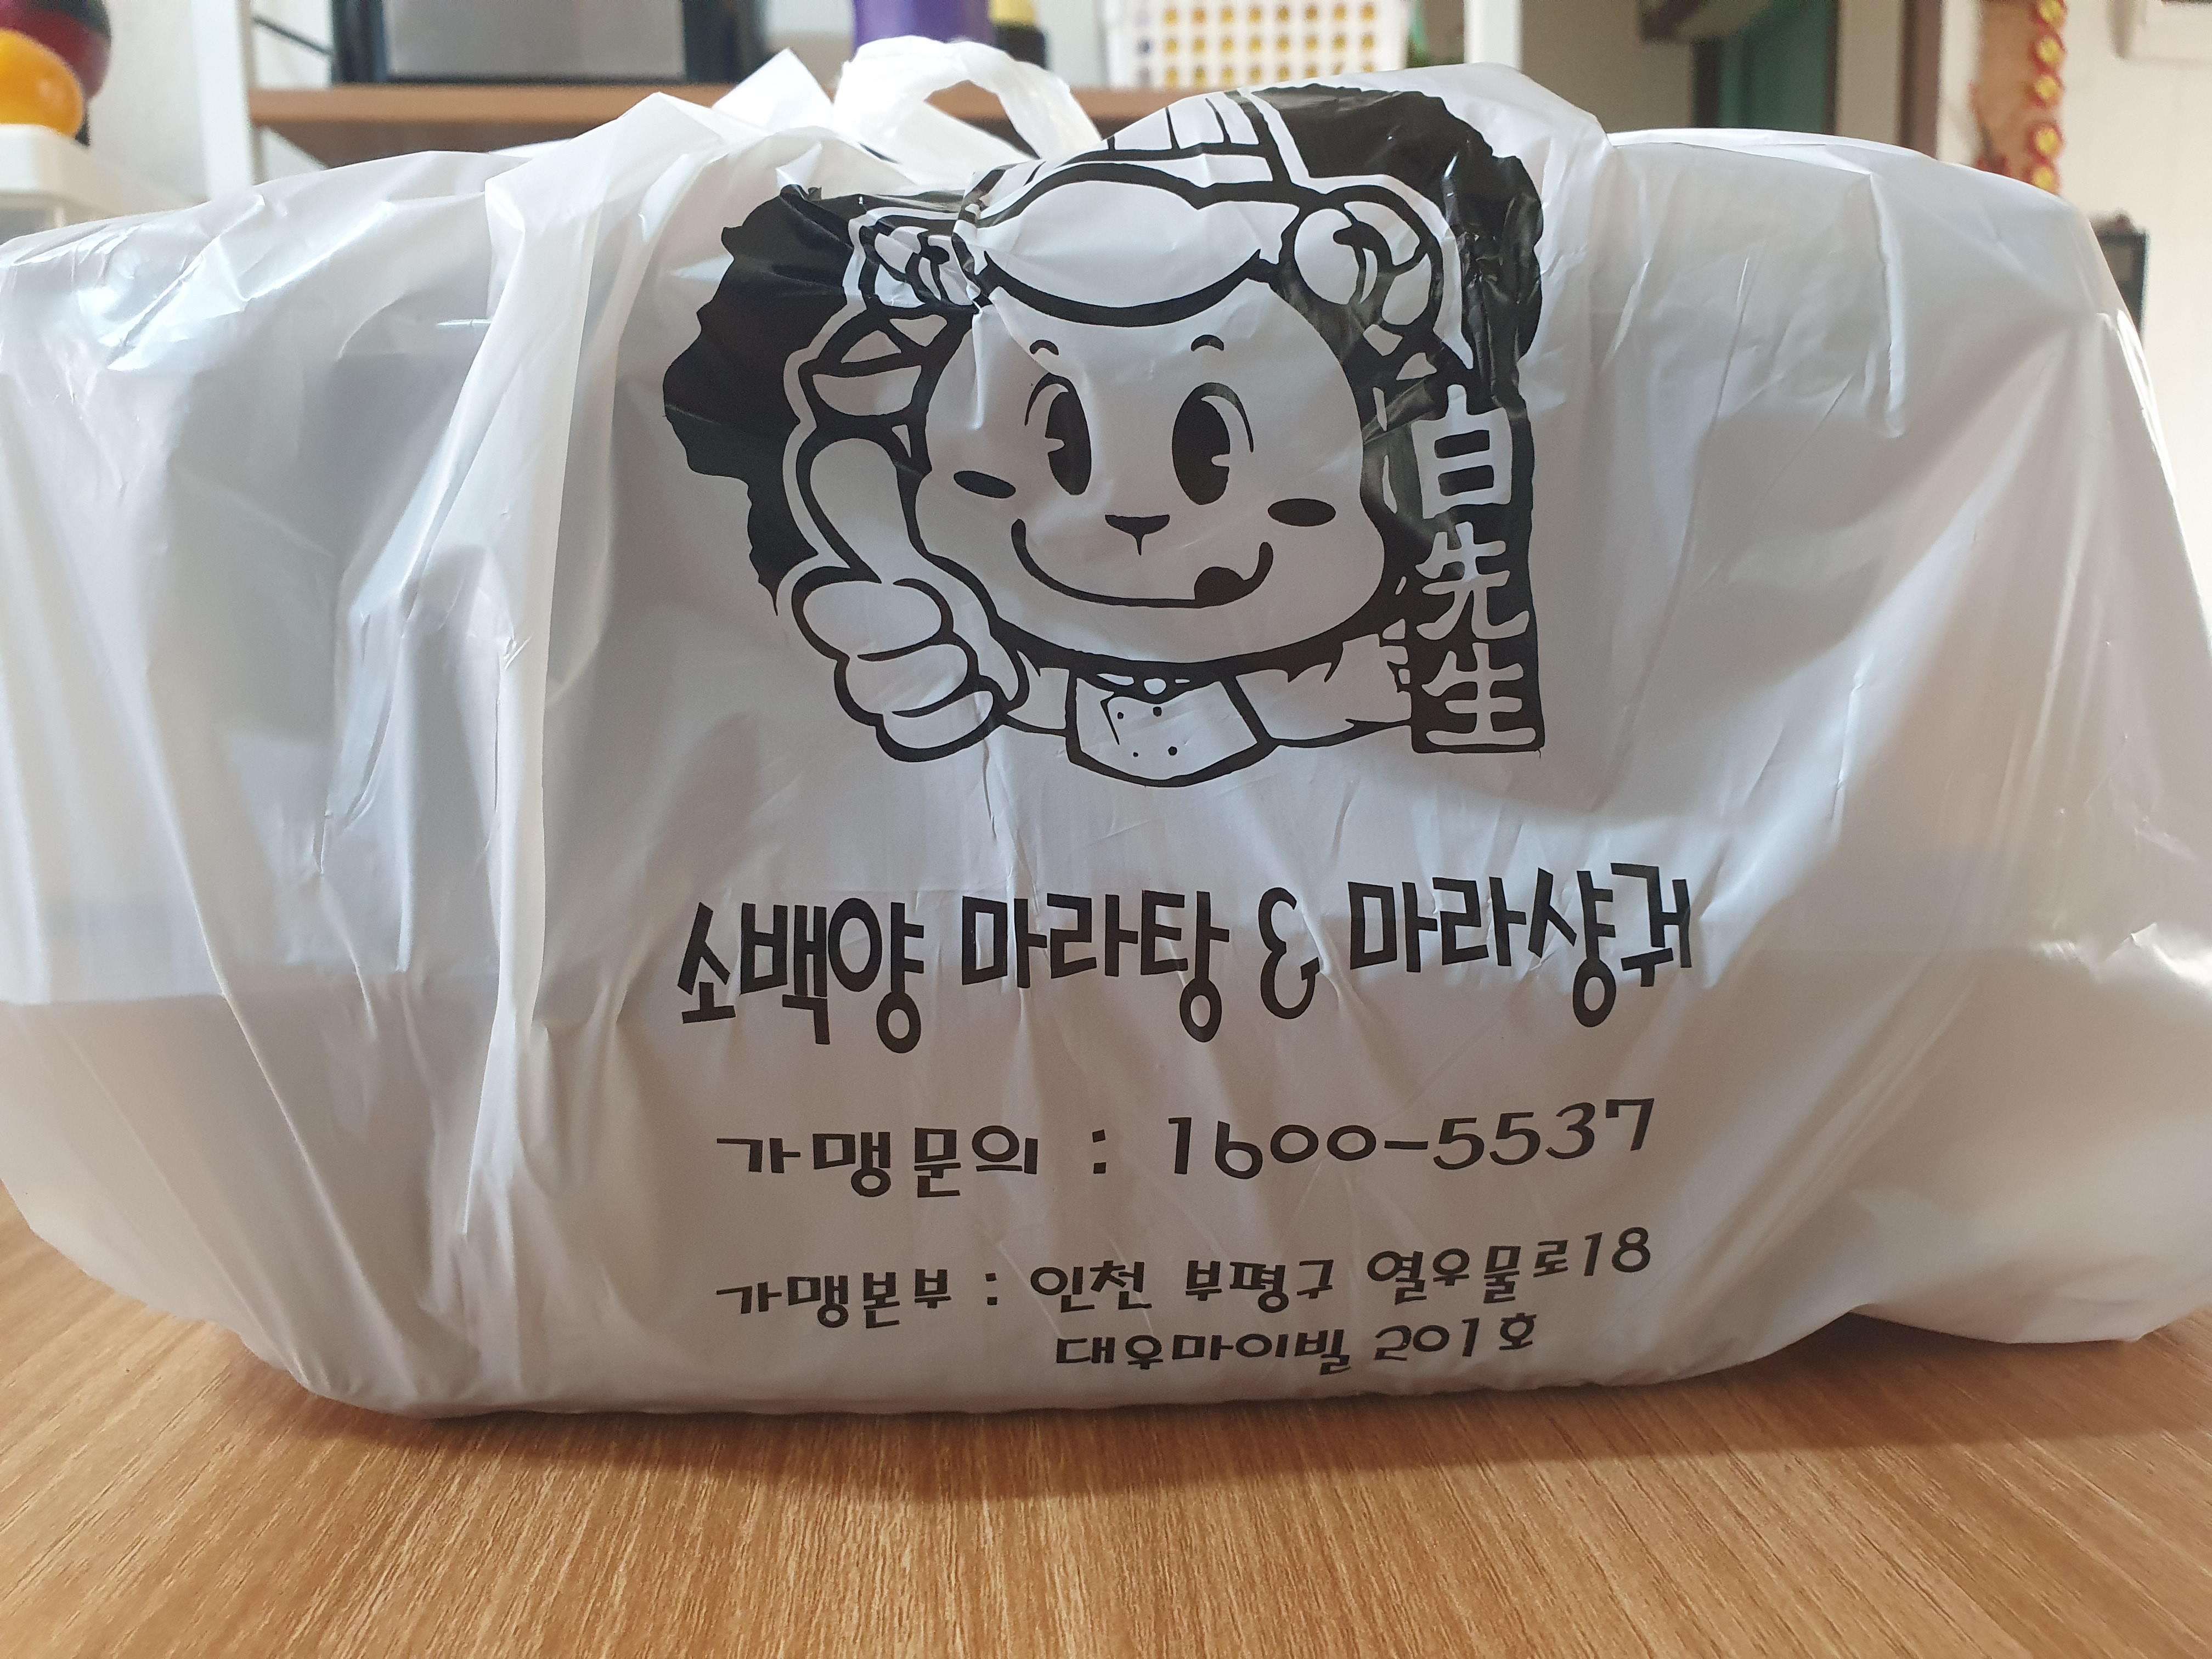 白先生
소백양 마라탕 & 마라샹궈
가맹문의 : 1600-5537
가맹본부 : 인천 부평구 열우물로18
대우마이빌 201호